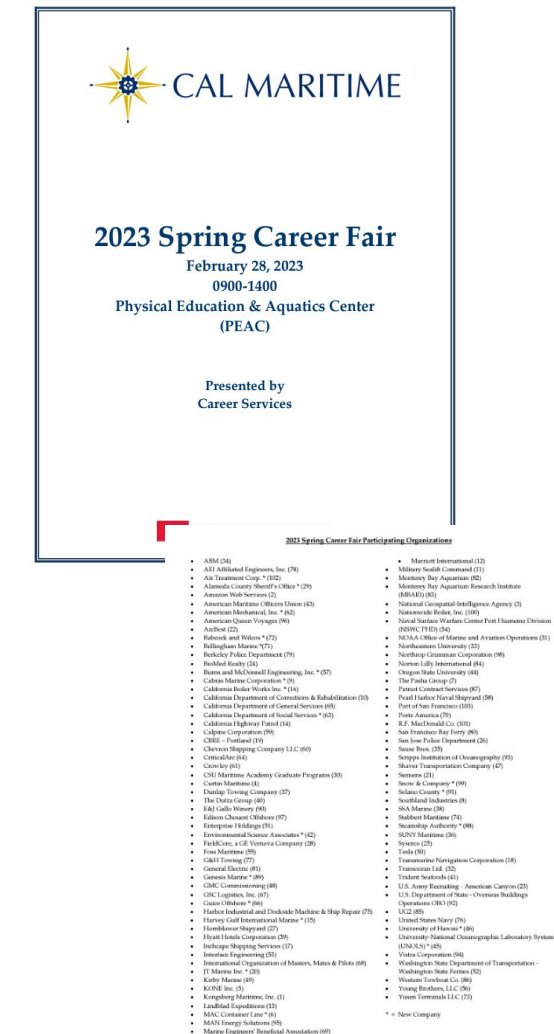 CAL MARITIME
2023 Spring Career Fair
February 28, 2023
0900-1400
Physical Education & Aquatics Center
(PEAC)
Presented by
Career Services
2023 Spring Career Fair Participating Organizations
ABM (34)
AEI Affiliated Engineers, Inc. (78)
Air Treatment Corp. * (102)
Alameda County Sheriff's Office * (29)
Amazon Web Services (2)
American Maritime Officers Union (43)
American Mechanical, Inc. * (62)
American Queen Voyages (96)
ArcBest (22)
Babcock and Wilcox * (72)
Bellingham Marine *(71)
Berkeley Police Department (79)
BioMed Realty (24)
Burns and McDonnell Engineering, Inc. * (57)
Cabras Marine Corporation * (9)
California Boiler Works Inc. * (16)
California Department of Corrections & Rehabilitation (10)
California Department of General Services (65)
California Department of Social Services * (63)
California Highway Patrol (14)
Calpine Corporation (59)
CBRE – Portland (19)
Chevron Shipping Company LLC (60)
CriticalArc (64)
Crowley (61)
CSU Maritime Academy Graduate Programs (30)
Curtin Maritime (4)
Dunlap Towing Company (37)
The Dutra Group (40)
E&J Gallo Winery (90)
Edison Chouest Offshore (97)
Enterprise Holdings (51)
Environmental Science Associates * (42)
FieldCore, a GE Vernova Company (28)
Foss Maritime (55)
G&H Towing (77)
General Electric (81)
Genesis Marine * (89)
GMC Commissioning (48)
GSC Logistics, Inc. (67)
Guice Offshore * (66)
Harbor Industrial and Dockside Machine & Ship Repair (75)
Harvey Gulf International Marine * (15)
Hornblower Shipyard (27)
Hyatt Hotels Corporation (39)
Inchcape Shipping Services (17)
Interface Engineering (53)
International Organization of Masters, Mates & Pilots (68)
JT Marine Inc. * (20)
Kirby Marine (49)
KONE Inc. (5)
Kongsberg Maritime, Inc. (1)
Lindblad Expeditions (13)
MAC Container Line * (6)
MAN Energy Solutions (95)
Marine Engineers' Beneficial Association (69)
Marriott International (12)
Military Sealift Command (11)
Monterey Bay Aquarium (82)
Monterey Bay Aquarium Research Institute
(MBARI) (83)
National Geospatial-Intelligence Agency (3)
Nationwide Boiler, Inc. (100)
Naval Surface Warfare Center Port Hueneme Division
(NSWC PHD) (54)
NOAA Office of Marine and Aviation Operations (31)
Northeastern University (33)
Northrop Grumman Corporation (98)
Norton Lilly International (84)
Oregon State University (44)
The Pasha Group (7)
Patriot Contract Services (87)
Pearl Harbor Naval Shipyard (58)
Port of San Francisco (103)
Ports America (70)
R.F. MacDonald Co. (101)
San Francisco Bay Ferry (80)
San Jose Police Department (26)
Sause Bros. (35)
Scripps Institution of Oceanography (93)
Shaver Transportation Company (47)
Siemens (21)
Snow & Company * (99)
Solano County * (91)
Southland Industries (8)
SSA Marine (38)
Stabbert Maritime (74)
Steamship Authority * (88)
SUNY Maritime (36)
Syserco (25)
Tesla (50)
Transmarine Navigation Corporation (18)
Transocean Ltd. (32)
Trident Seafoods (41)
U.S. Army Recruiting - American Canyon (23)
U.S. Department of State - Overseas Buildings
Operations OBO (92)
UG2 (85)
United States Navy (76)
University of Hawaii * (46)
University-National Oceanographic Laboratory System
(UNOLS) * (45)
Vistra Corporation (94)
Washington State Department of Transportation -
Washington State Ferries (52)
Western Towboat Co. (86)
Young Brothers, LLC (56)
Yusen Terminals LLC (73)
* = New Company